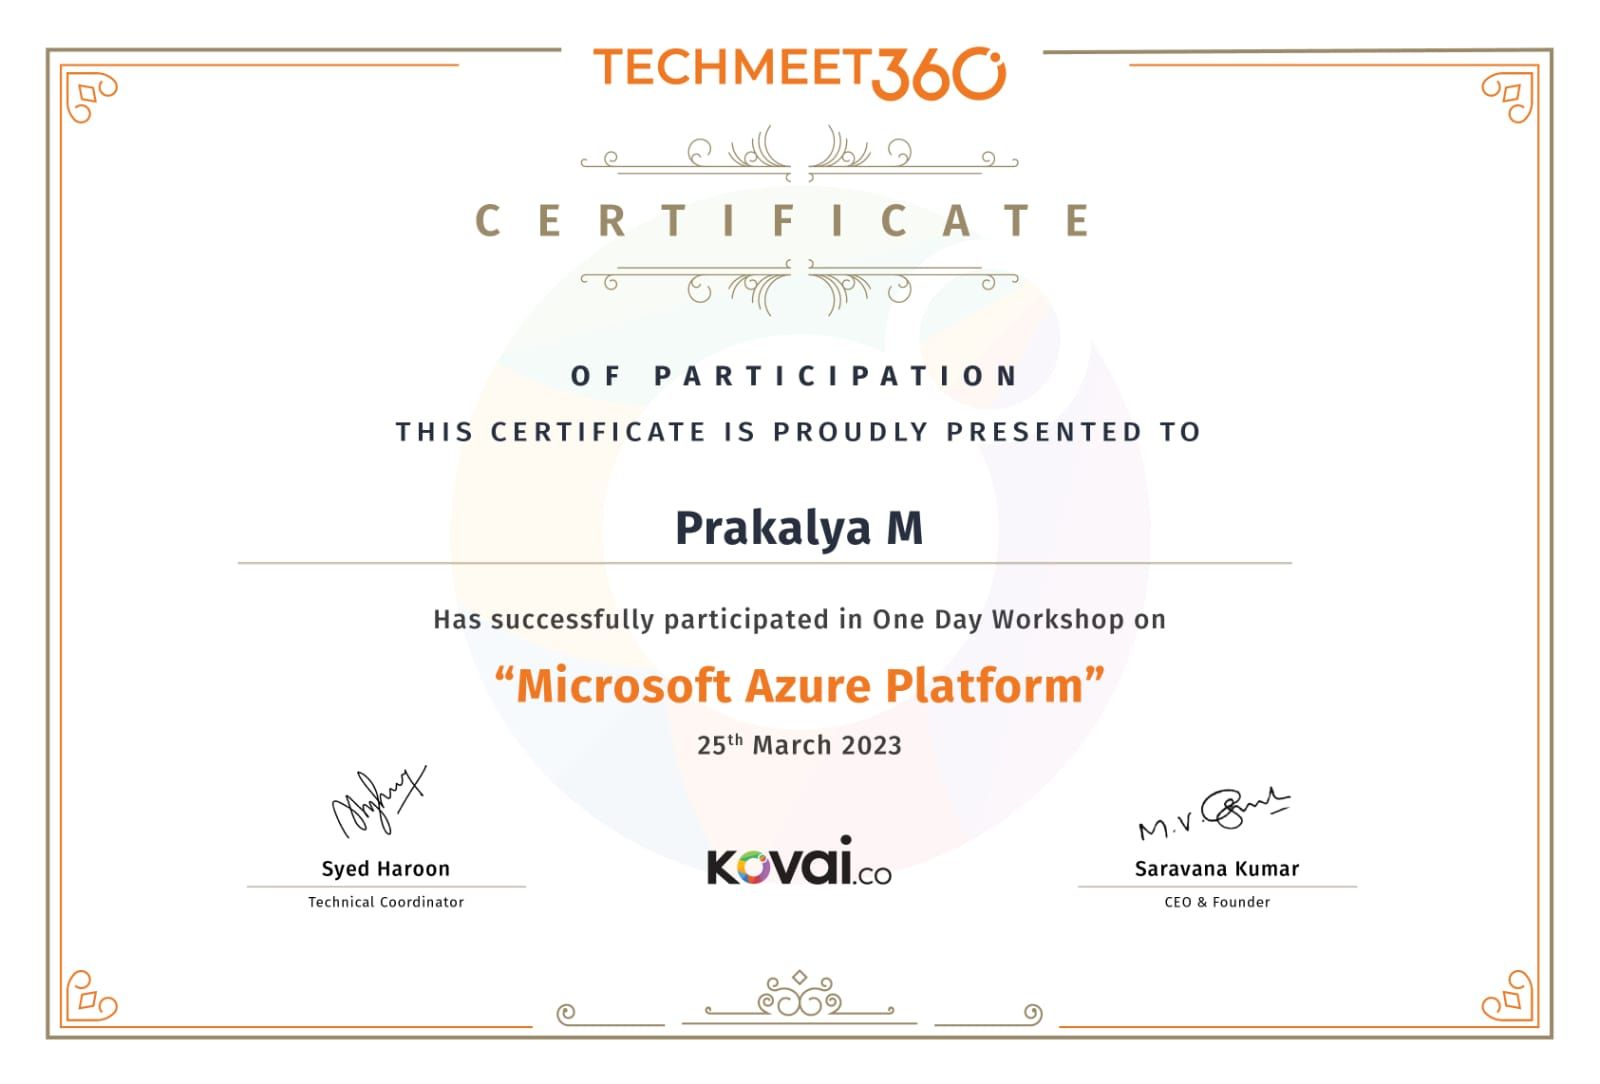 TECHMEET360
CERTIFICATE
OF PARTICIPATION
THIS CERTIFICATE IS PROUDLY PRESENTED TO
Prakalya M
Has successfully participated in One Day Workshop on
“Microsoft Azure Platform”
25th March 2023
M.V.
Syed Haroon
Technical Coordinator
Kovai.co
Saravana Kumar
CEO & Founder